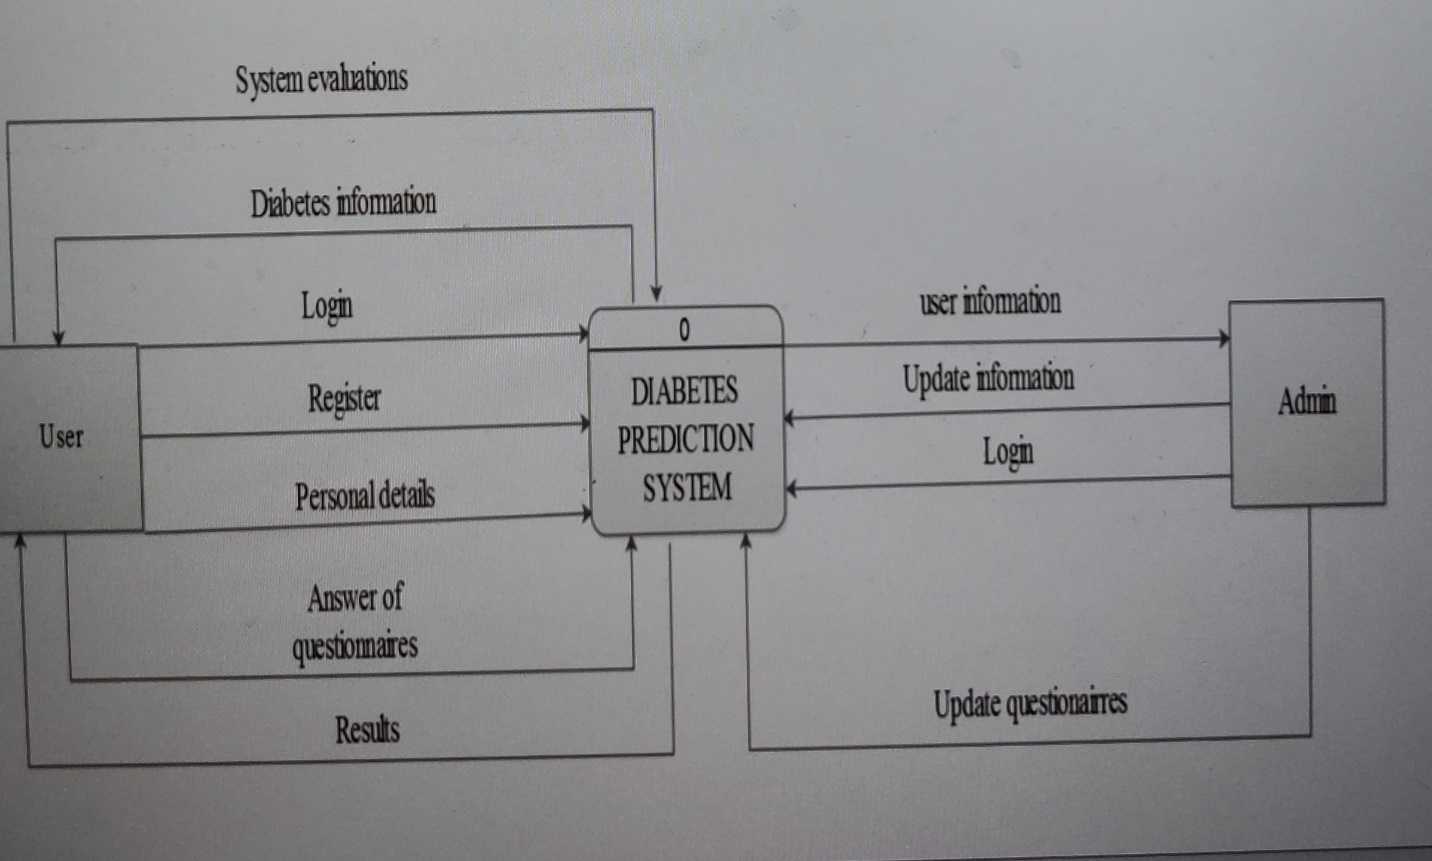 System evaluations
Diabetes information
Login
Register
User
Personal details
Answer of
questionnaires
Results
0
DIABETES
PREDICTION
SYSTEM
user information
Update information
Login
Admin
Update questionairres